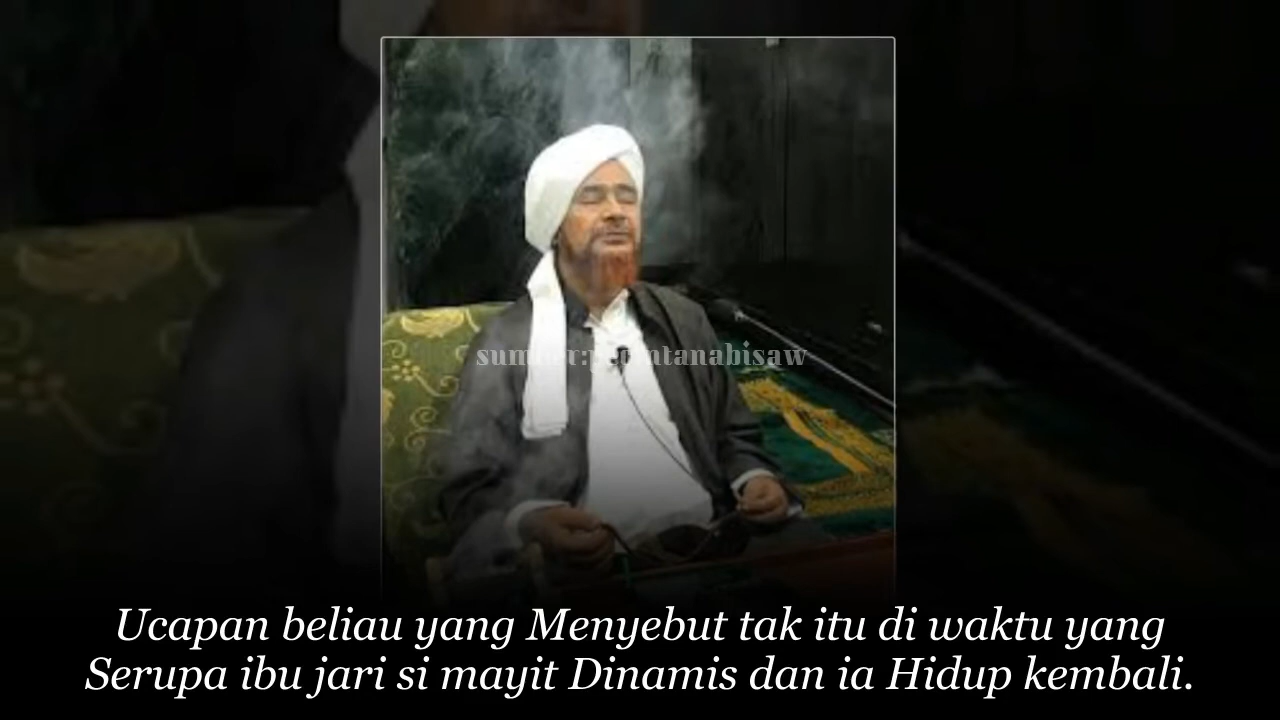 Ucapan beliau yang Menyebut tak itu di waktu yang
Serupa ibu jari si mayit Dinamis dan ia Hidup kembali.